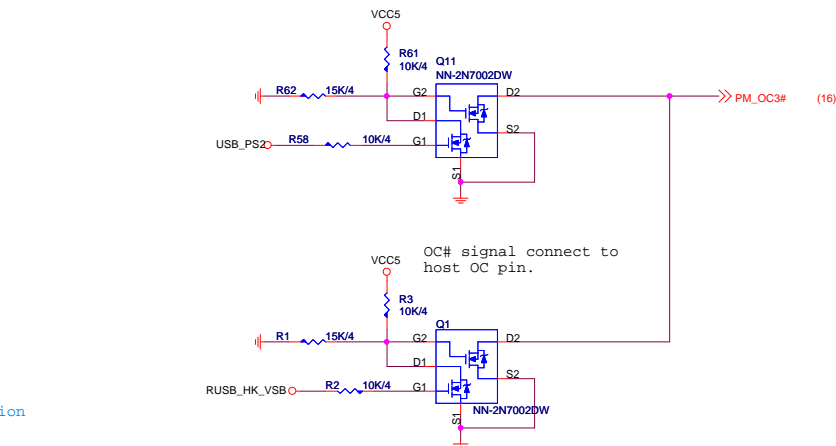 VCC5
R61
10K/4
Q11
NN-2N7002DW
R62 15K/4
G2
D2
PM_OC3# (16)
D1
USB_PS2
R58 10K/4
G1
S2
S1
OC# signal connect to
host OC pin.
VCC5
R3
10K/4
Q1
R1 15K/4
G2
D2
D1
S2
RUSB_HK_VSB
R2 10K/4
G1
NN-2N7002DW
S1
ion